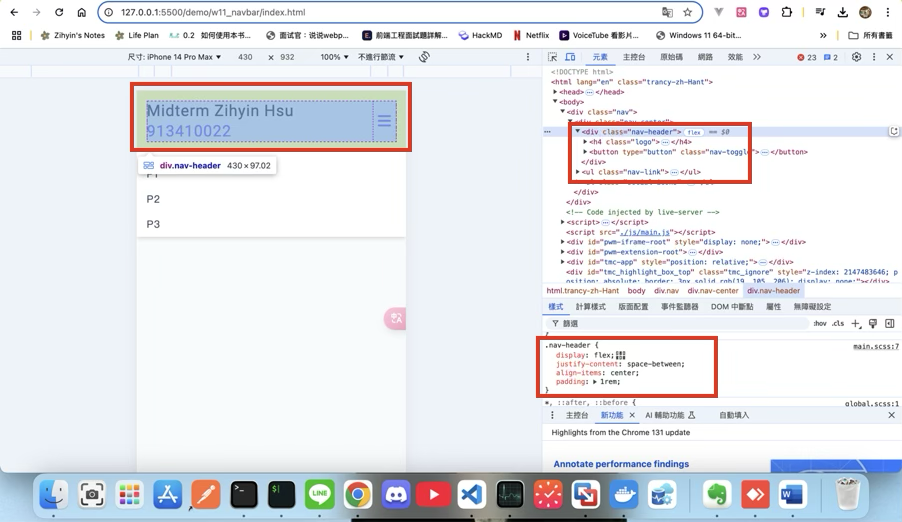 127.0.0.1:5500/demo/w11_navbar/index.html
Zihyin's Notes
Life Plan
0.2 如何使用本书...
面试官：说说webp...
前端工程面試題詳解...
HackMD
Netflix
VoiceTube 看影片...
Windows 11 64-bit...
所有書籤
尺寸: iPhone 14 Pro Max ▼ 430 × 932 100% ▼ 不進行節流 ▼
元素 主控台 原始碼 網路 效能 23 2
<!DOCTYPE html>
<html lang="en" class="trancy-zh-Hant">
<head> </head>
<body>
<div class="nav">
<div class="nav-center">
<div class="nav-header"> flex == $0
<h4 class="logo"> </h4>
<button type="button" class="nav-toggle"> </button>
</div>
<ul class="nav-link"> </ul>
</div>
</div>
<!-- Code injected by live-server -->
<script> </script>
<script src="./js/main.js"></script>
<div id="pwm-iframe-root" style="display: none;"> </div>
<div id="pwm-extension-root"> </div>
<div id="tmc-app" style="position: relative;"> </div>
<div id="tmc_highlight_box_top" class="tmc_ignore" style="z-index: 2147483646; p
osition: absolute; border: 3px solid rgb(19, 105, 206); display: none;"></div>
html.trancy-zh-Hant body div.nav div.nav-center div.nav-header
Midterm Zihyin Hsu
913410022
div.nav-header 430 × 97.02
P1
P2
P3
樣式 計算樣式 版面配置 事件監聽器 DOM 中斷點 屬性 無障礙設定
篩選 :hov .cls
}
.nav-header { main.scss:7
display: flex;
justify-content: space-between;
align-items: center;
padding: ▶ 1rem;
}
*, ::after, ::before { global.scss:1
主控台 新功能 × AI 輔助功能 自動填入
Highlights from the Chrome 131 update
Annotate performance findings
LINE